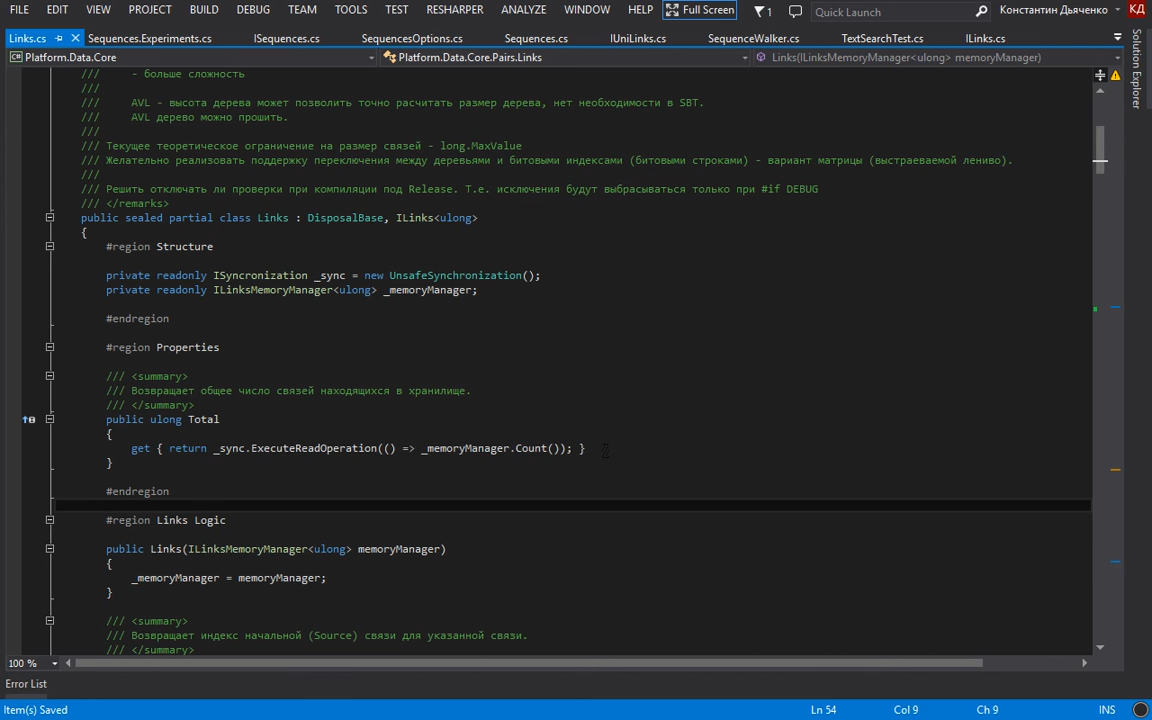 FILE EDIT VIEW PROJECT BUILD DEBUG TEAM TOOLS TEST RESHARPER ANALYZE WINDOW HELP Full Screen 1 Quick Launch Константин Дьяченко КД
Links.cs Sequences.Experiments.cs ISequences.cs SequencesOptions.cs Sequences.cs IUniLinks.cs SequenceWalker.cs TextSearchTest.cs ILinks.cs
Platform.Data.Core Platform.Data.Core.Pairs.Links Links(ILinksMemoryManager<ulong> memoryManager)
Solution Explorer
/// - больше сложность
///
/// AVL - высота дерева может позволить точно расчитать размер дерева, нет необходимости в SBT.
/// AVL дерево можно прошить.
///
/// Текущее теоретическое ограничение на размер связей - long.MaxValue
/// Желательно реализовать поддержку переключения между деревьями и битовыми индексами (битовыми строками) - вариант матрицы (выстраеваемой лениво).
///
/// Решить отключать ли проверки при компиляции под Release. Т.е. исключения будут выбрасываться только при #if DEBUG
/// </remarks>
public sealed partial class Links : DisposalBase, ILinks<ulong>
{
#region Structure
private readonly ISyncronization _sync = new UnsafeSynchronization();
private readonly ILinksMemoryManager<ulong> _memoryManager;
#endregion
#region Properties
/// <summary>
/// Возвращает общее число связей находящихся в хранилище.
/// </summary>
public ulong Total
{
get { return _sync.ExecuteReadOperation(() => _memoryManager.Count()); }
}
#endregion
#region Links Logic
public Links(ILinksMemoryManager<ulong> memoryManager)
{
_memoryManager = memoryManager;
}
/// <summary>
/// Возвращает индекс начальной (Source) связи для указанной связи.
/// </summary>
100 %
Error List
Item(s) Saved Ln 54 Col 9 Ch 9 INS